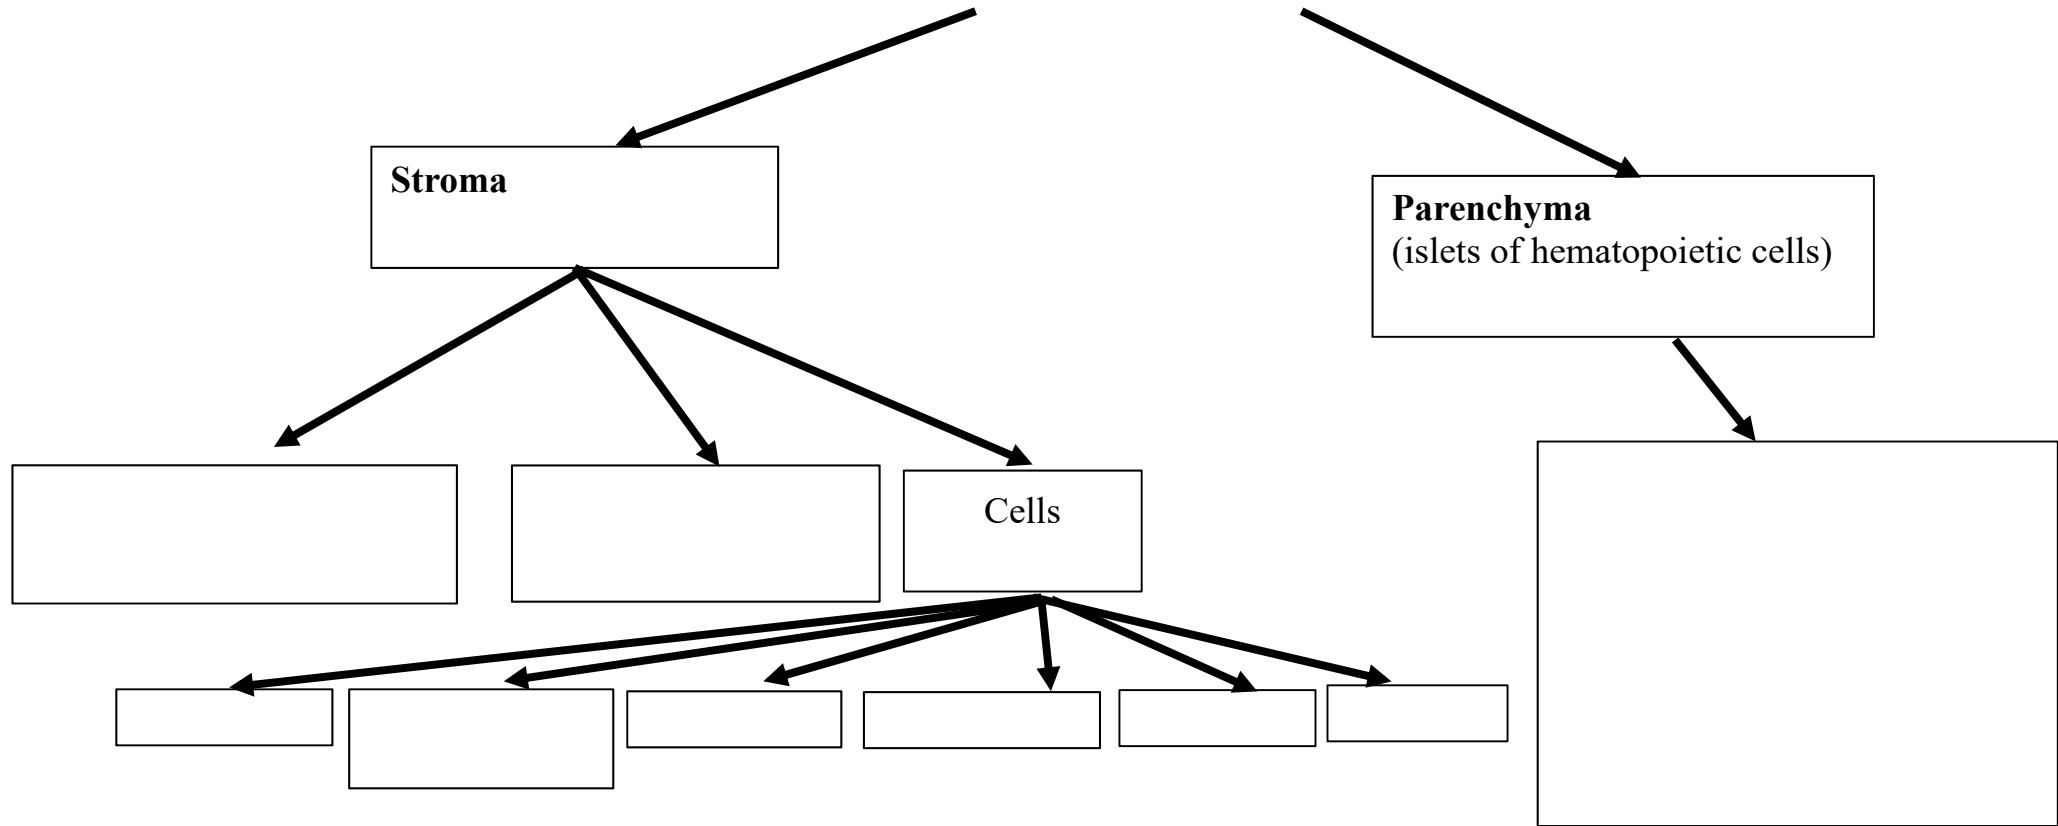 Stroma
Parenchyma
(islets of hematopoietic cells)
Cells